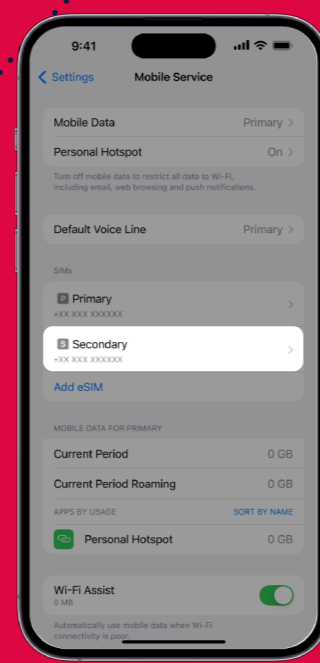 9:41
Settings Mobile Service
Mobile Data Primary
Personal Hotspot On
Turn off mobile data to restrict all data to Wi-Fi,
including email, web browsing and push notifications.
Default Voice Line Primary
SIMs
P Primary
+XX XXX XXXXXX
S Secondary
+XX XXX XXXXXX
Add eSIM
MOBILE DATA FOR PRIMARY
Current Period 0 GB
Current Period Roaming 0 GB
APPS BY USAGE SORT BY NAME
Personal Hotspot 0 GB
Wi-Fi Assist
0 MB
Automatically use mobile data when Wi-Fi
connectivity is poor.